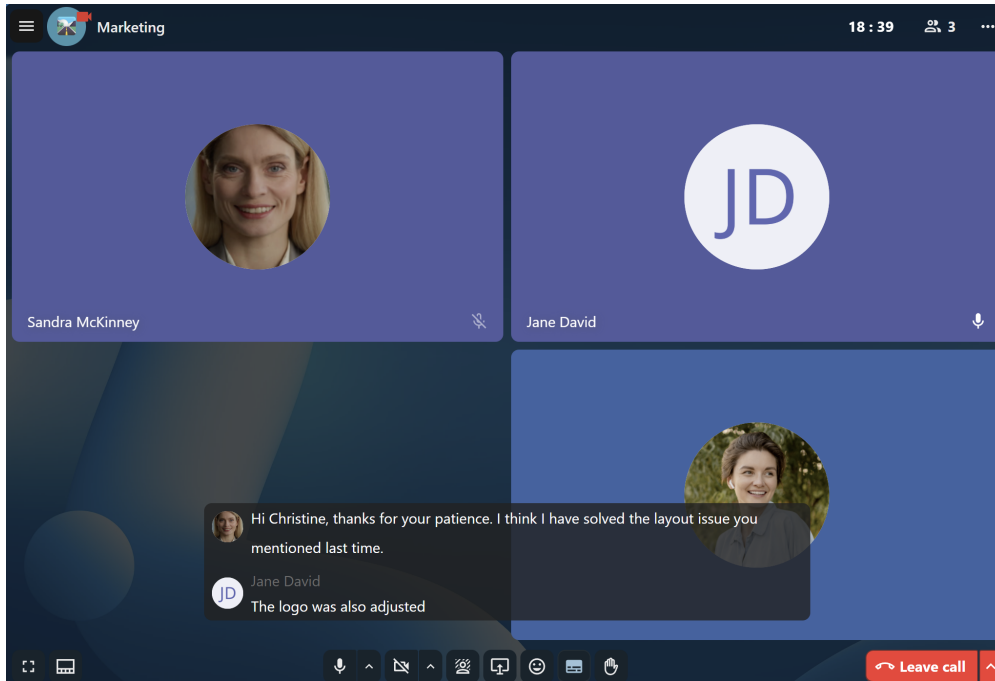 Marketing
18 : 39
3
JD
Sandra McKinney
Jane David
Hi Christine, thanks for your patience. I think I have solved the layout issue you
mentioned last time.
Jane David
JD
The logo was also adjusted
Leave call